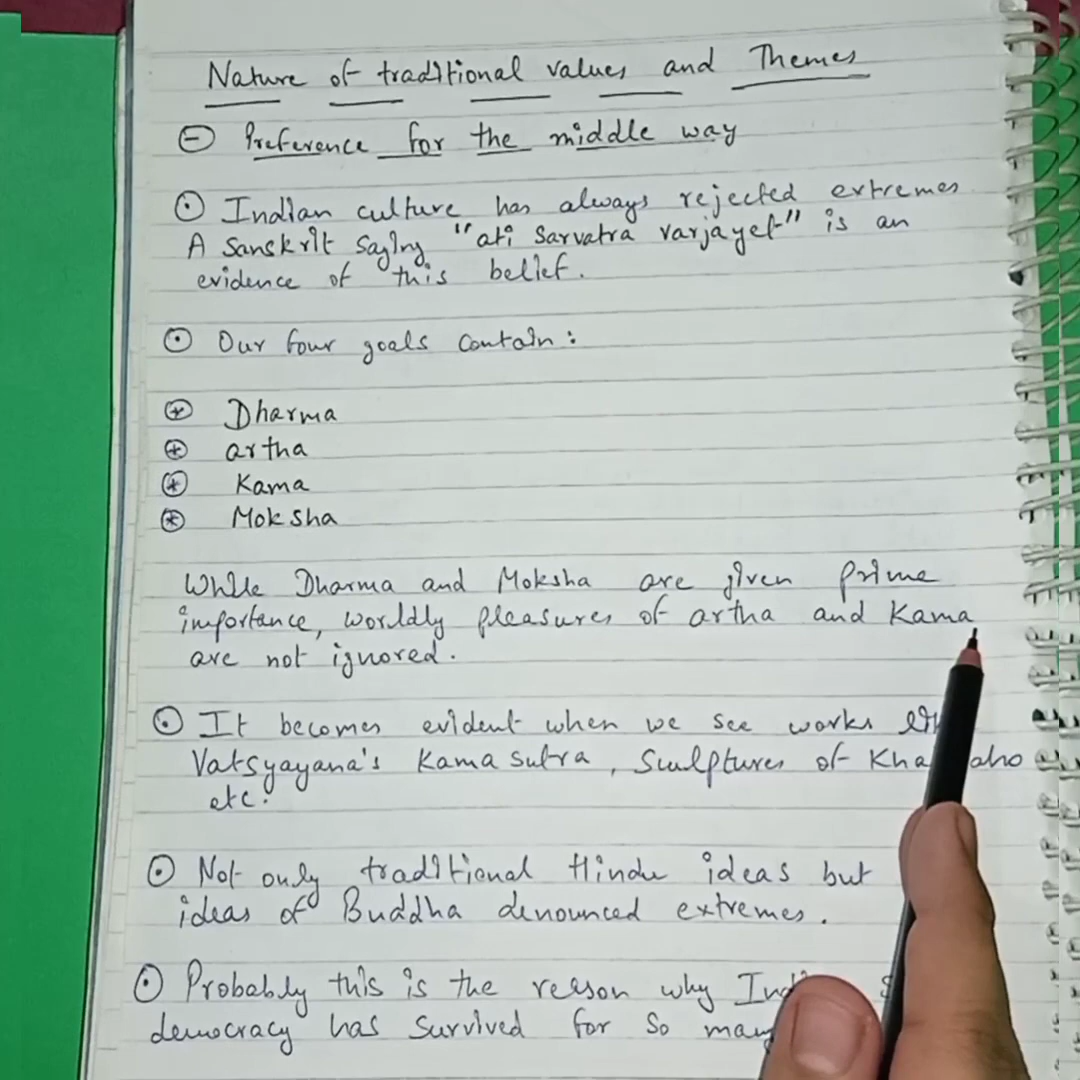 Nature of traditional values and Themes
Preference for the middle way
Indian culture has always rejected extremes
A Sanskrit saying "ati sarvatra varjayet" is an
evidence of this belief.
Our four goals contain:
Dharma
artha
Kama
Moksha
While Dharma and Moksha are given prime
importance, worldly pleasures of artha and Kama
are not ignored.
It becomes evident when we see works
Vatsyayana's Kama sutra, Sculptures of
etc.
Not only traditional Hindu ideas but
ideas of Buddha denounced extremes.
Probably this is the reason why
democracy has survived for so many